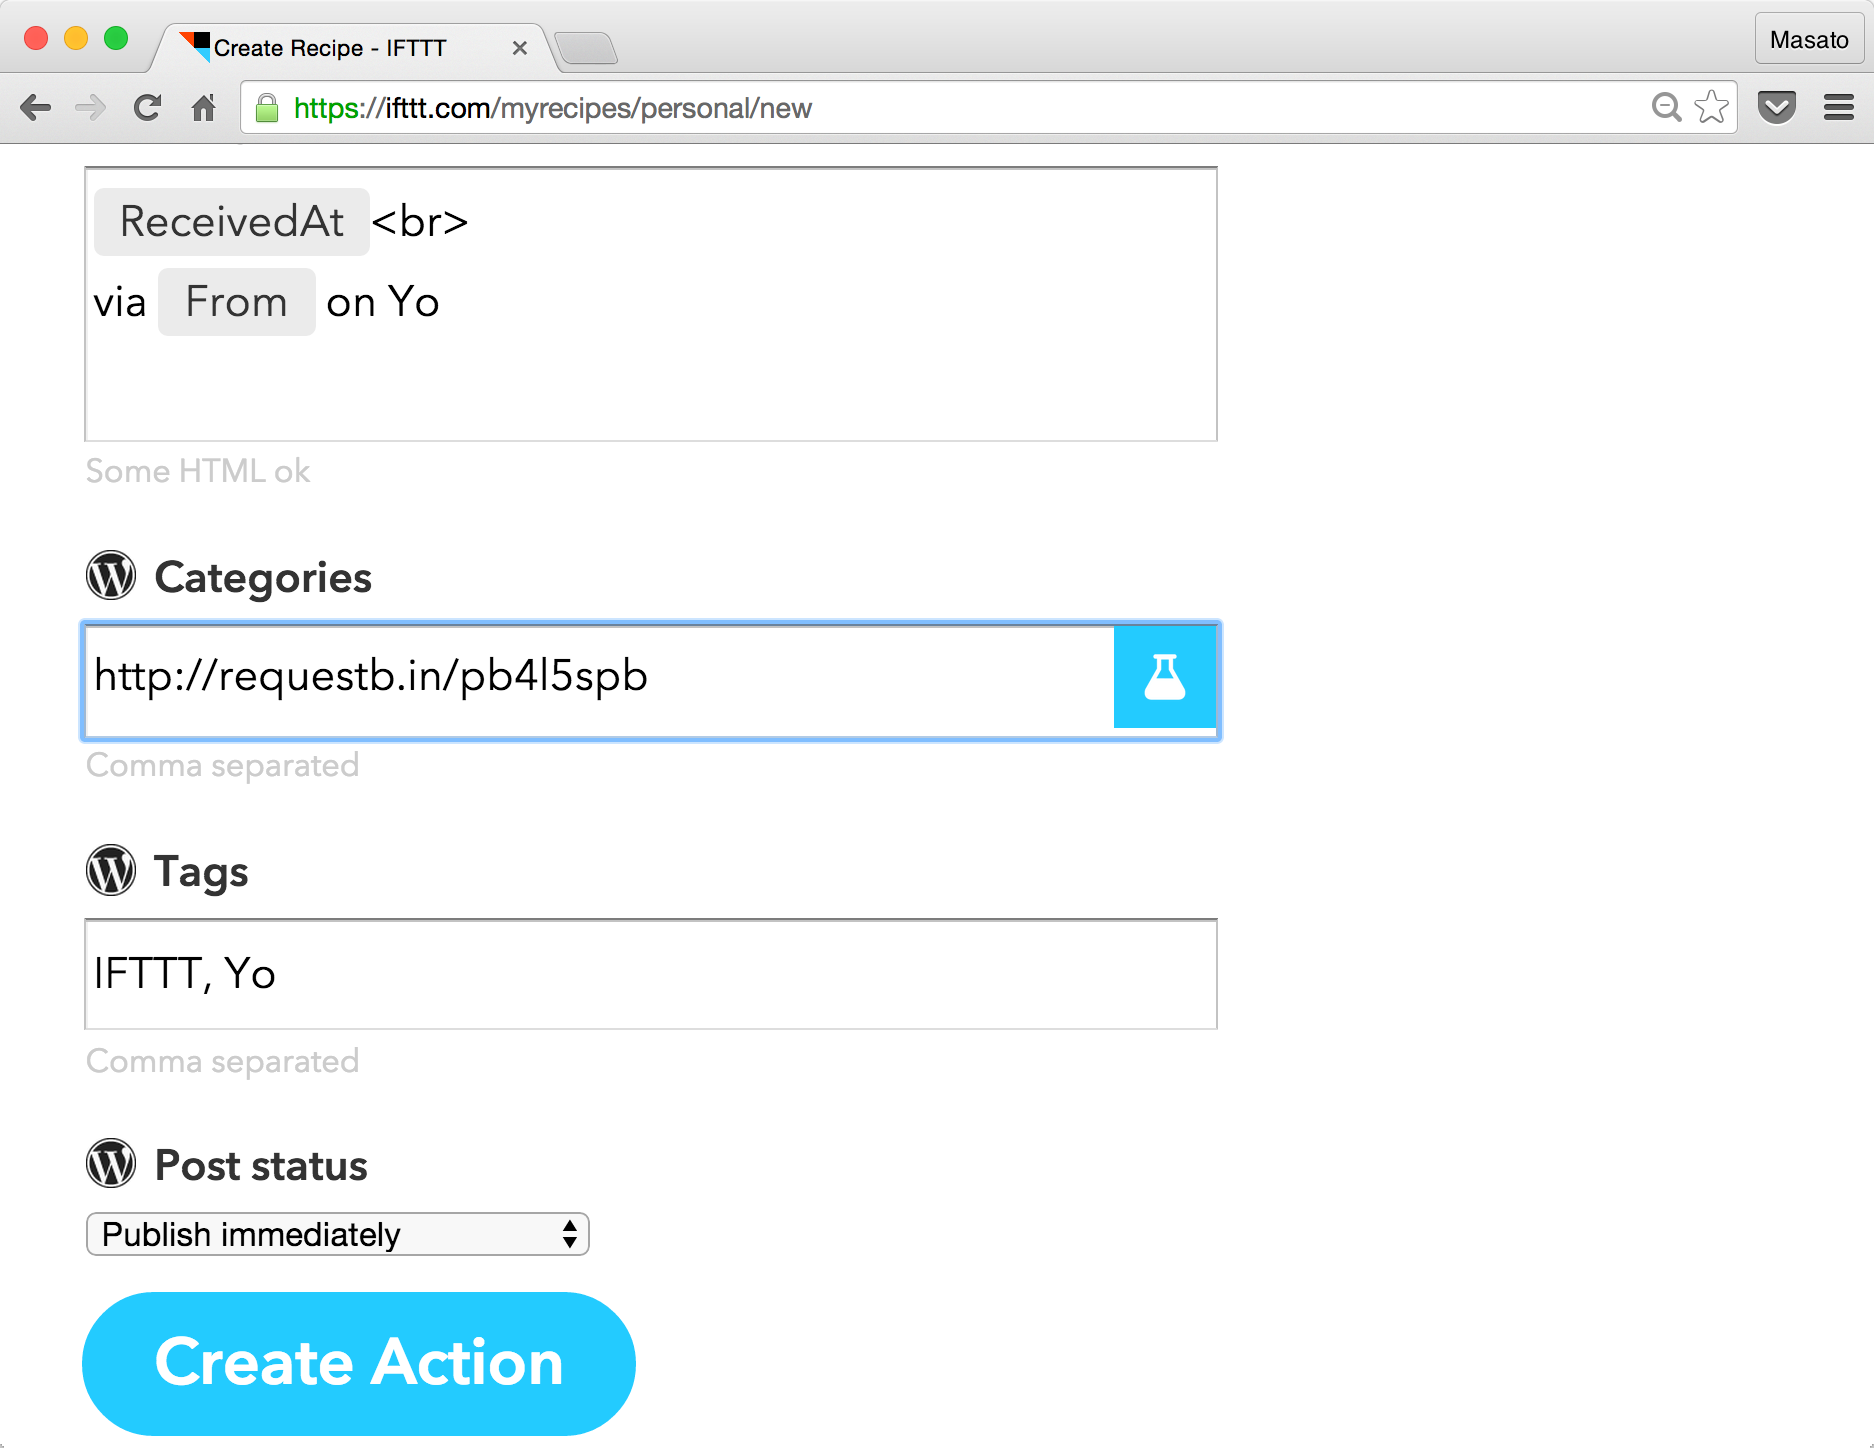 Create Recipe - IFTTT
Masato
https://ifttt.com/myrecipes/personal/new
ReceivedAt <br>
via From on Yo
Some HTML ok
Categories
http://requestb.in/pb4l5spb
Comma separated
Tags
IFTTT, Yo
Comma separated
Post status
Publish immediately
Create Action